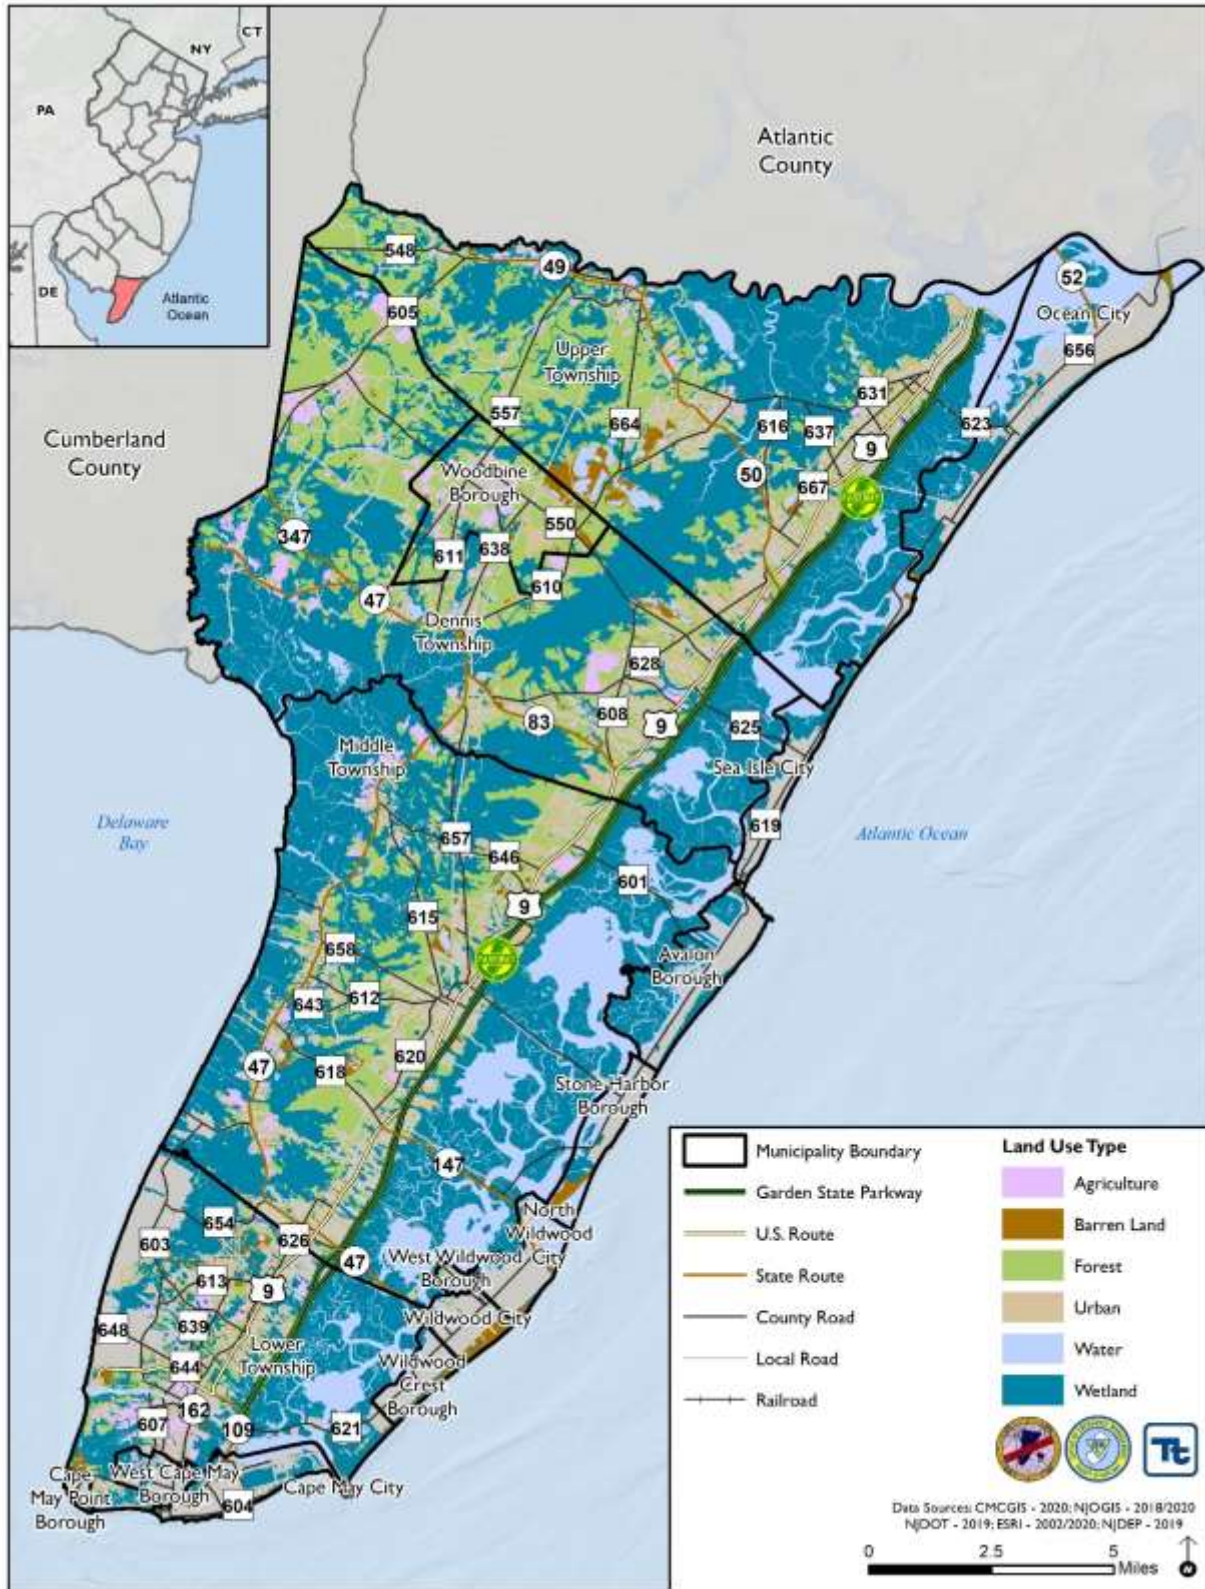 NY
CT
PA
DE
Atlantic
Ocean
Atlantic
County
548
49
52
Ocean City
605
656
Upper
Township
631
557
664
616
637
623
9
Cumberland
County
Woodbine
Borough
50
667
550
347
611
638
610
47
Dennis
Township
628
608
83
9
625
Middle
Township
Sea Isle City
Delaware
Bay
657
619
Atlantic Ocean
646
601
9
615
658
Avalon
Borough
643
612
620
47
618
Stone Harbor
Borough
147
654
603
626
North
Wildwood
City
47
West Wildwood
Borough
613
9
648
639
Wildwood City
Lower
Township
644
Wildwood
Crest
Borough
162
607
109
621
Cape
May Point
Borough
West Cape May
Borough
Cape May City
604
Municipality Boundary
Garden State Parkway
U.S. Route
State Route
County Road
Local Road
Railroad
Land Use Type
Agriculture
Barren Land
Forest
Urban
Water
Wetland
Tt
Data Sources: CMCGIS - 2020; NJOGIS - 2018/2020
NJDOT - 2019; ESRI - 2002/2020; NJDEP - 2019
0 2.5 5
Miles
N